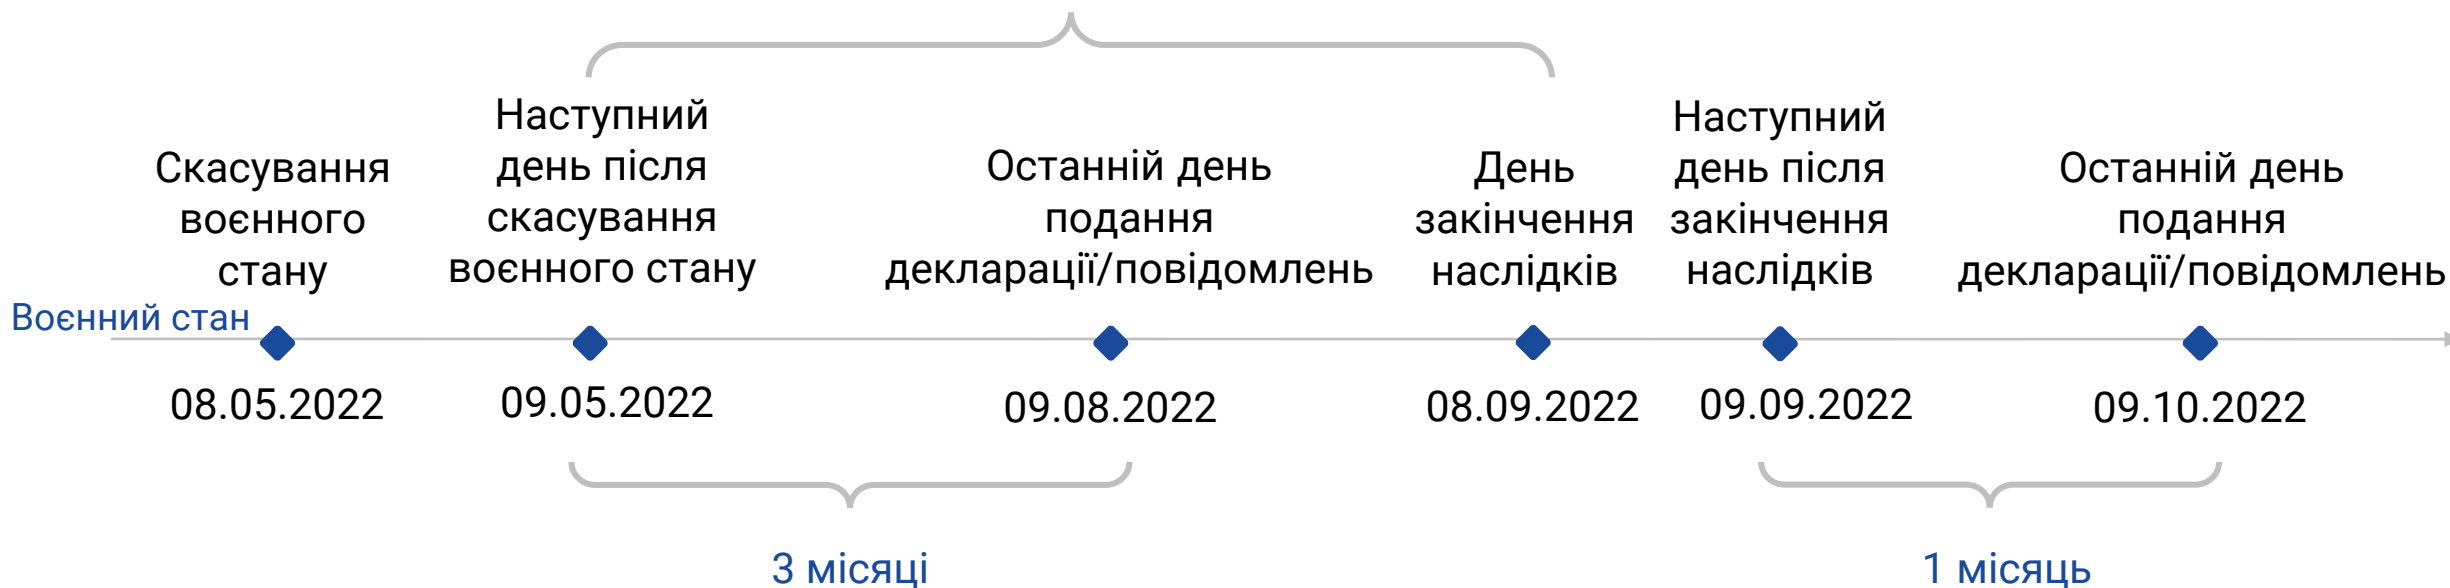 Скасування
воєнного
стану
Наступний
день після
скасування
воєнного стану
Останній день
подання
декларації/повідомлень
День
закінчення
наслідків
Наступний
день після
закінчення
наслідків
Останній день
подання
декларації/повідомлень
Воєнний стан
08.05.2022
09.05.2022
09.08.2022
08.09.2022
09.09.2022
09.10.2022
3 місяці
1 місяць